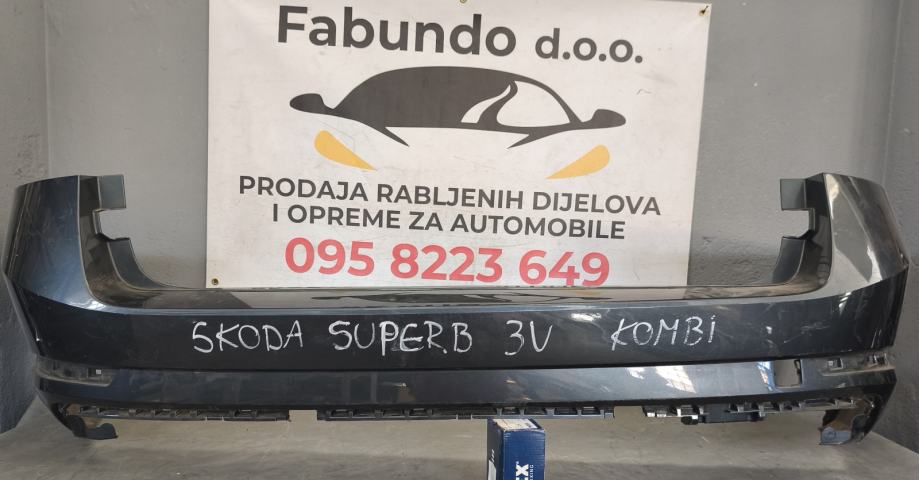 Fabundo d.o.o.
PRODAJA RABLJENIH DIJELOVA
I OPREME ZA AUTOMOBILE
095 8223 649
SKODA SUPERB 3V KOMBi